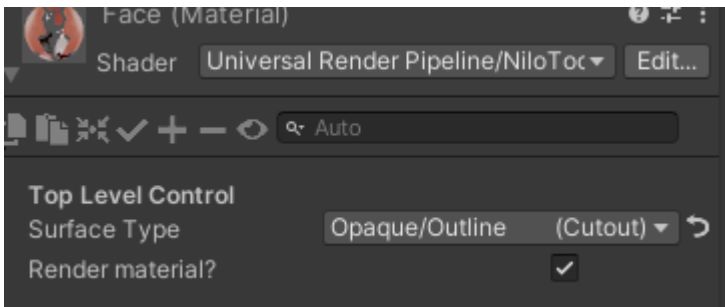 Face (Material)
Shader Universal Render Pipeline/NiloToc Edit...
Auto
Top Level Control
Surface Type Opaque/Outline (Cutout)
Render material?